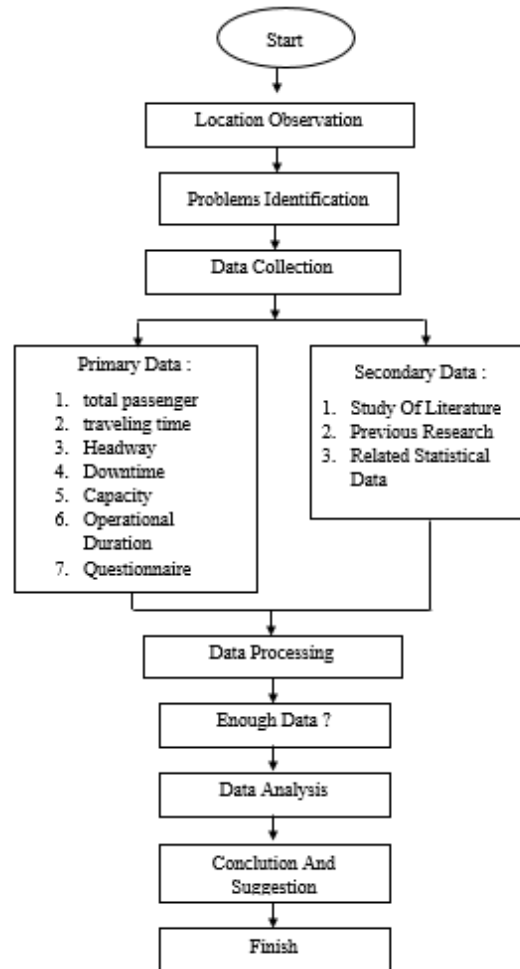 Start
Location Observation
Problems Identification
Data Collection
Primary Data :
1. total passenger
2. traveling time
3. Headway
4. Downtime
5. Capacity
6. Operational
Duration
7. Questionnaire
Secondary Data :
1. Study Of Literature
2. Previous Research
3. Related Statistical
Data
Data Processing
Enough Data ?
Data Analysis
Conclution And
Suggestion
Finish